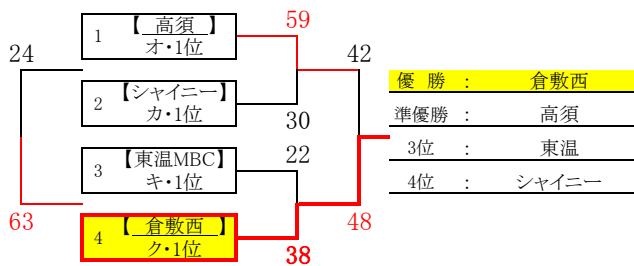 59
1 【 高須 】
オ・1位
24
42
2 【シャイニー】
カ・1位
30
22
3 【東温MBC】
キ・1位
63
48
4 【 倉敷西 】
ク・1位
38
優 勝 : 倉敷西
準優勝 : 高須
3位 : 東温
4位 : シャイニー